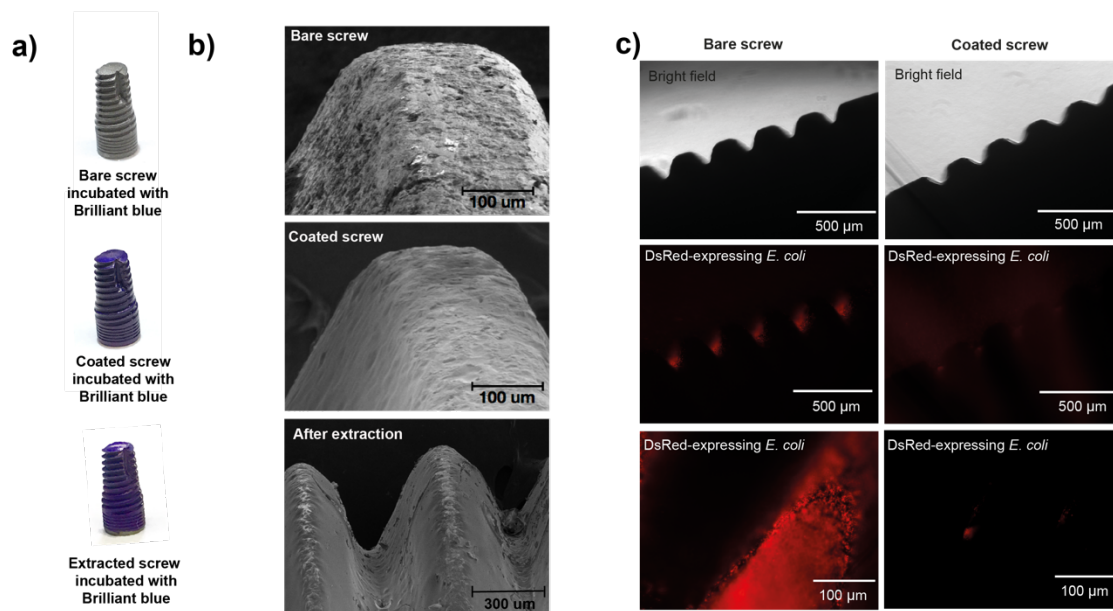 a)
Bare screw
incubated with
Brilliant blue
Coated screw
incubated with
Brilliant blue
Extracted screw
incubated with
Brilliant blue
b)
Bare screw
100 um
Coated screw
100 um
After extraction
300 um
c)
Bare screw
Coated screw
Bright field
500 µm
Bright field
500 µm
DsRed-expressing E. coli
500 µm
DsRed-expressing E. coli
500 µm
DsRed-expressing E. coli
100 µm
DsRed-expressing E. coli
100 µm